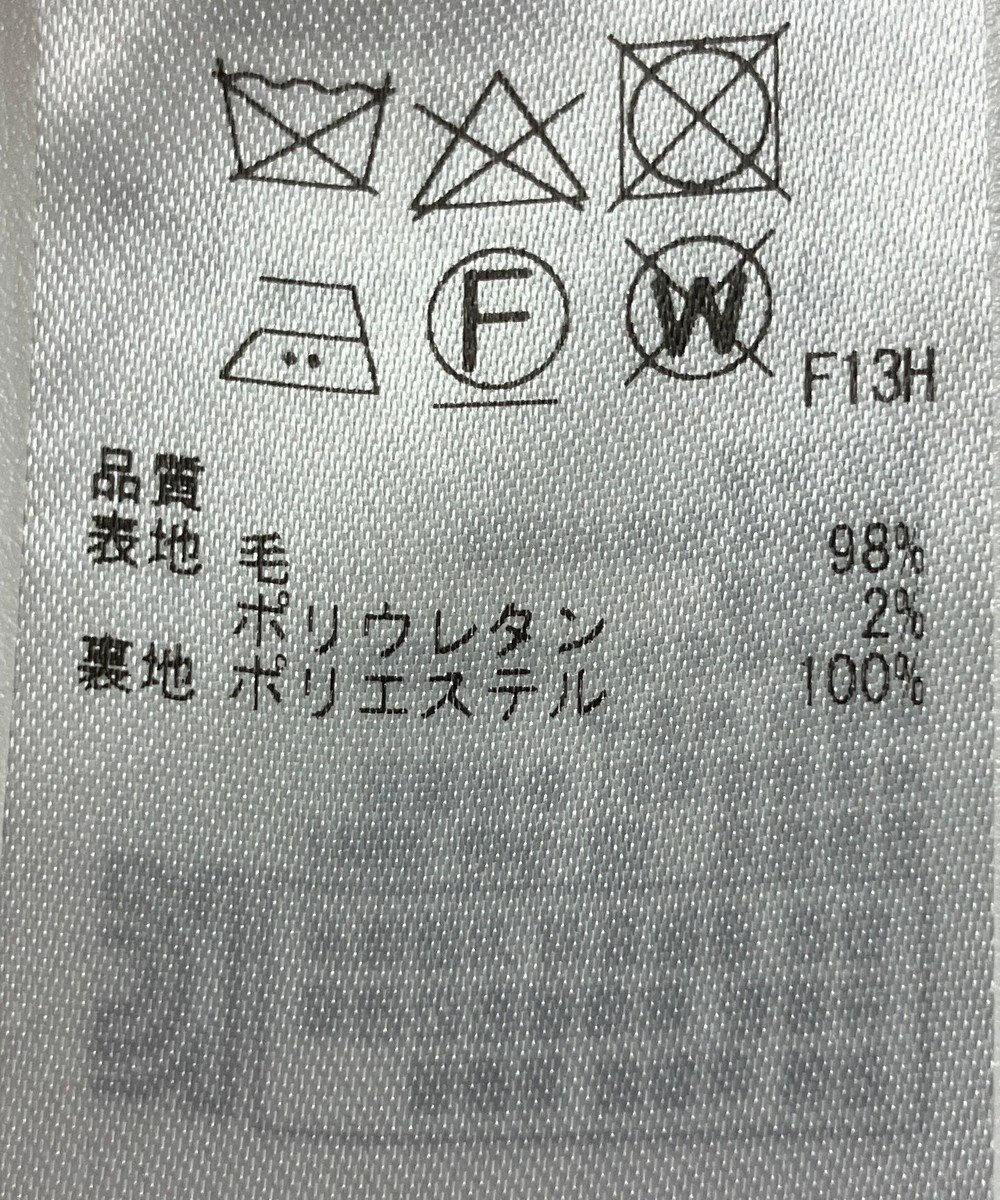 F
W
F13H
品質
表地 毛 98%
ポリウレタン 2%
裏地 ポリエステル 100%